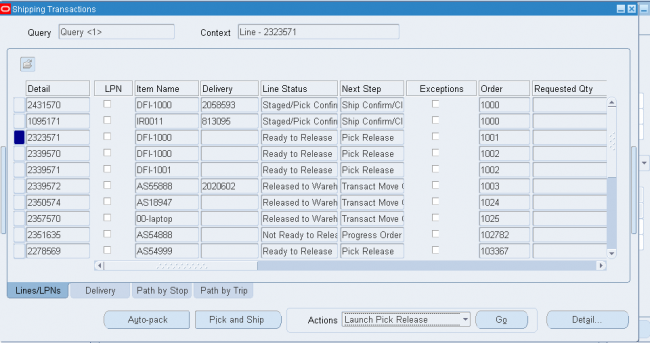 Shipping Transactions
Query Query <1> Context Line - 2323571
Detail LPN Item Name Delivery Line Status Next Step Exceptions Order Requested Qty
2431570 DFI-1000 2058593 Staged/Pick Confin Ship Confirm/Cl 1000
1095171 IR0011 813095 Staged/Pick Confin Ship Confirm/Cl 1000
2323571 DFI-1000 Ready to Release Pick Release 1001
2339570 DFI-1000 Ready to Release Pick Release 1002
2339571 DFI-1001 Ready to Release Pick Release 1002
2339572 AS55888 2020602 Released to Wareh Transact Move ( 1003
2350574 AS18947 Released to Wareh Transact Move ( 1024
2357570 00-laptop Released to Wareh Transact Move ( 1025
2351635 AS54888 Not Ready to Relea Progress Order 102782
2278569 AS54999 Ready to Release Pick Release 103367
Lines/LPNs Delivery Path by Stop Path by Trip
Auto-pack Pick and Ship Actions Launch Pick Release Go Detail...